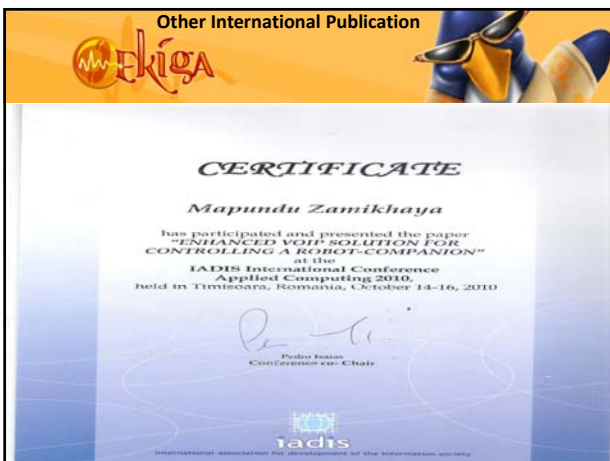 Other International Publication
ekiga
CERTIFICATE
Mapundu Zamikhaya
has participated and presented the paper
"ENHANCED VOIP SOLUTION FOR
CONTROLLING A ROBOT-COMPANION"
at the
IADIS International Conference
Applied Computing 2010,
held in Timisoara, Romania, October 14-16, 2010
Pedro Isaias
Conference co- Chair
iadis
international association for development of the information society